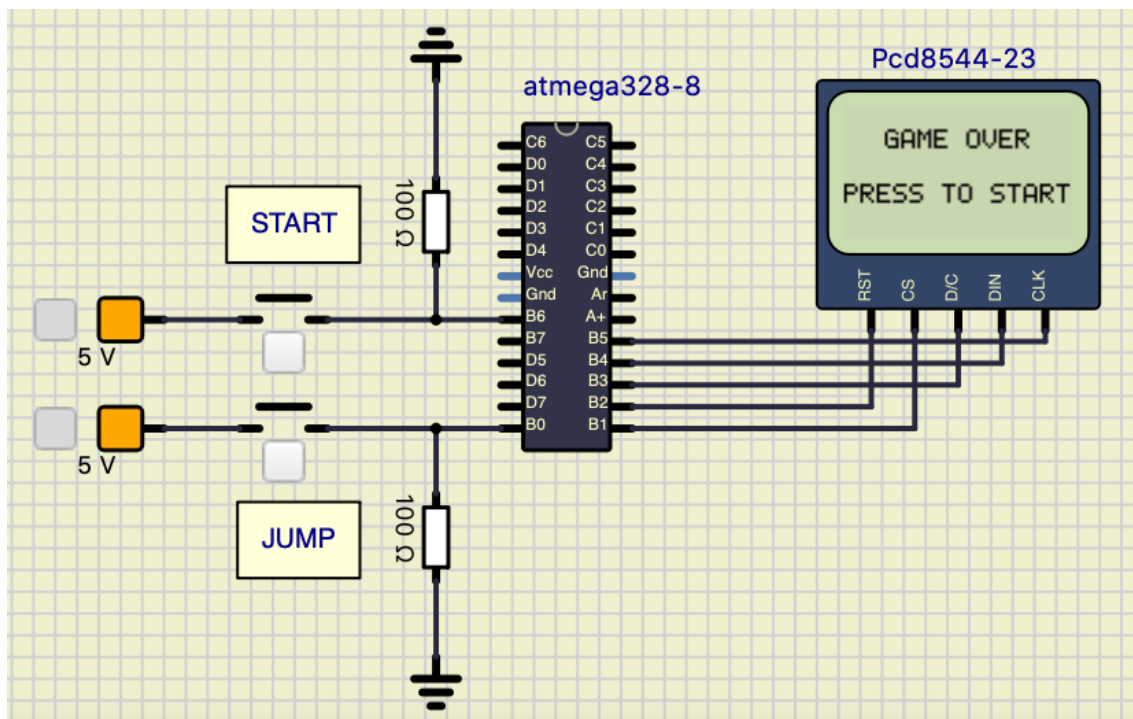 Pcd8544-23
atmega328-8
GAME OVER
PRESS TO START
RST
CS
D/C
DIN
CLK
START
100 Ω
5 V
5 V
JUMP
100 Ω
C6 C5
D0 C4
D1 C3
D2 C2
D3 C1
D4 C0
Vcc Gnd
Gnd Ar
B6 A+
B7 B5
D5 B4
D6 B3
D7 B2
B0 B1